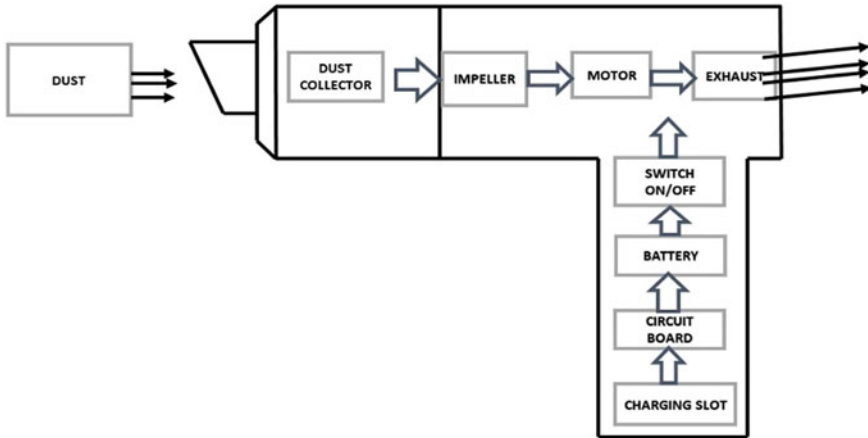 DUST
DUST
COLLECTOR
IMPELLER
MOTOR
EXHAUST
SWITCH
ON/OFF
BATTERY
CIRCUIT
BOARD
CHARGING SLOT